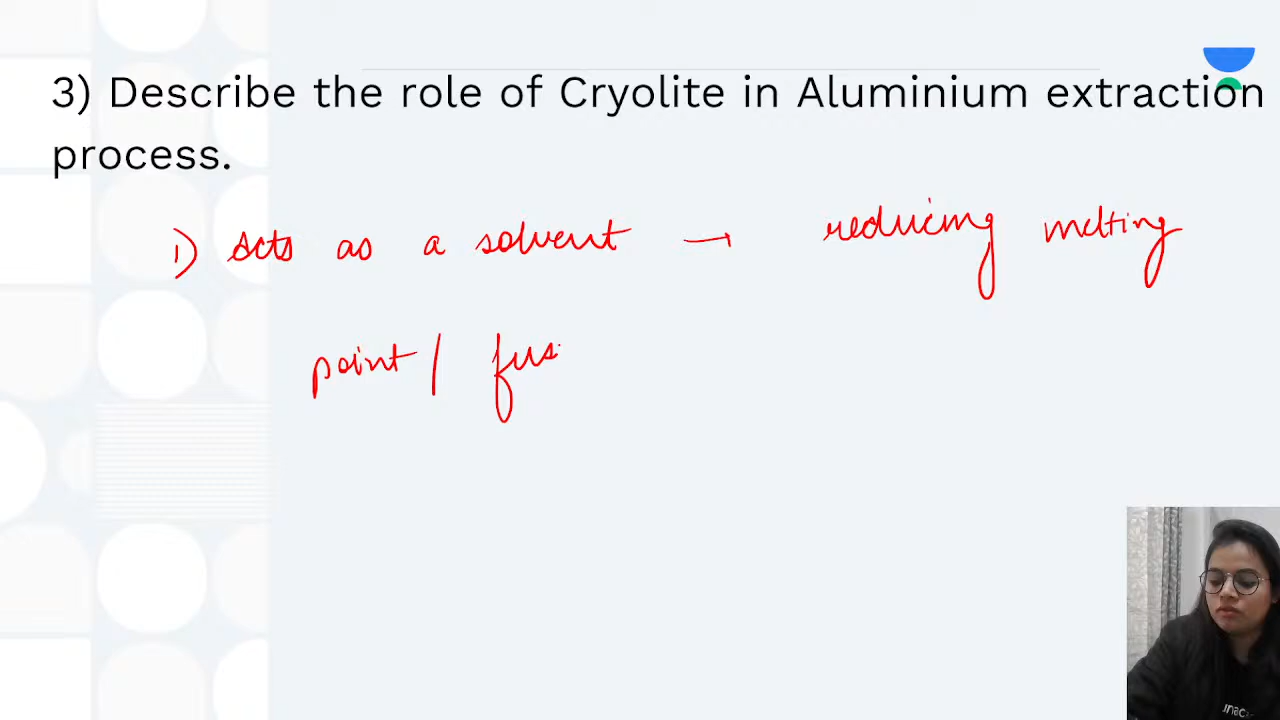 3) Describe the role of Cryolite in Aluminium extraction
process.
1) Acts as a solvent → reducing melting
point / fus